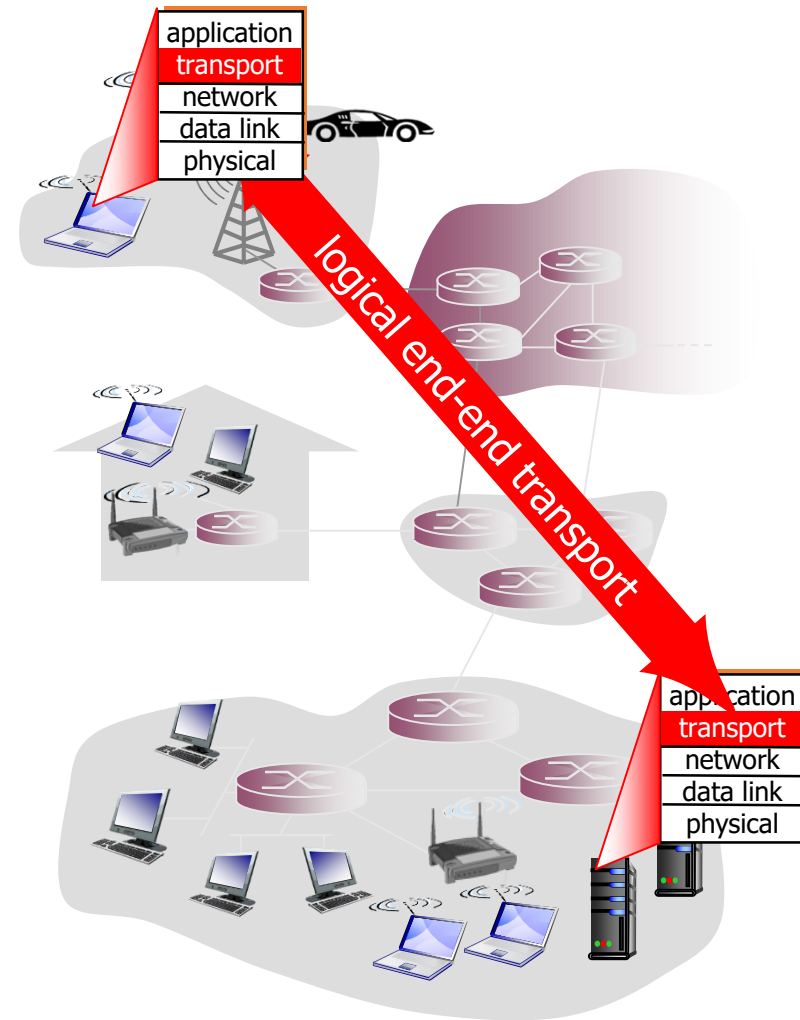 application
transport
network
data link
physical
logical end-end transport
application
transport
network
data link
physical